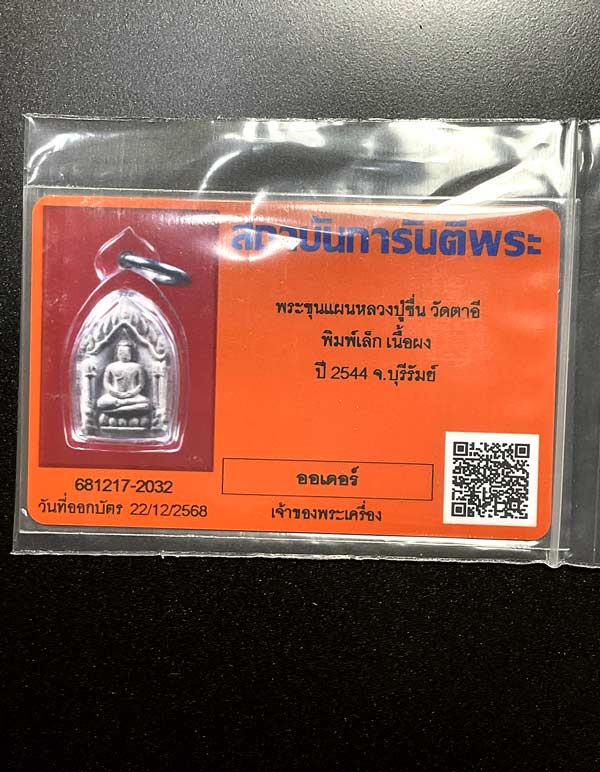 สถาบันการันตีพระ
พระขุนแผนหลวงปู่ชื่น วัดตาอี
พิมพ์เล็ก เนื้อผง
ปี 2544 จ.บุรีรัมย์
ออเดอร์
681217-2032
วันที่ออกบัตร 22/12/2568
เจ้าของพระเครื่อง